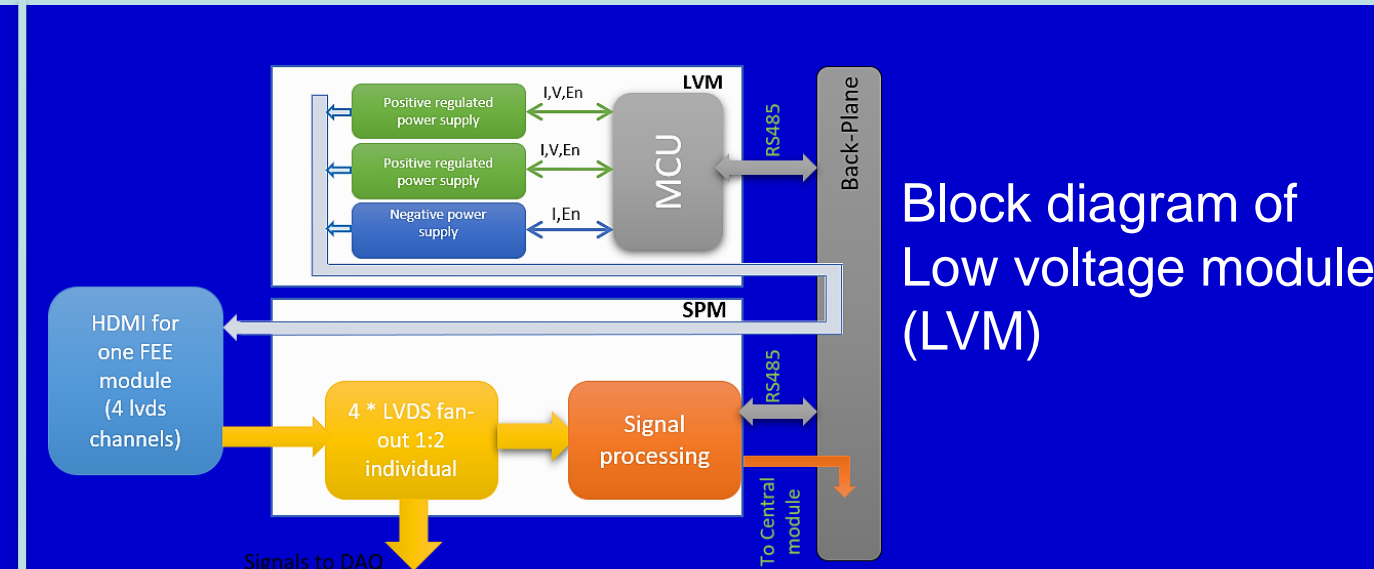 LVM
Positive regulated
power supply
I,V,En
Positive regulated
power supply
I,V,En
Negative power
supply
I,En
MCU
RS485
Back-Plane
Block diagram of
Low voltage module
(LVM)
SPM
HDMI for
one FEE
module
(4 lvds
channels)
4 * LVDS fan-
out 1:2
individual
Signal
processing
RS485
To Central
module
Signals to DAQ